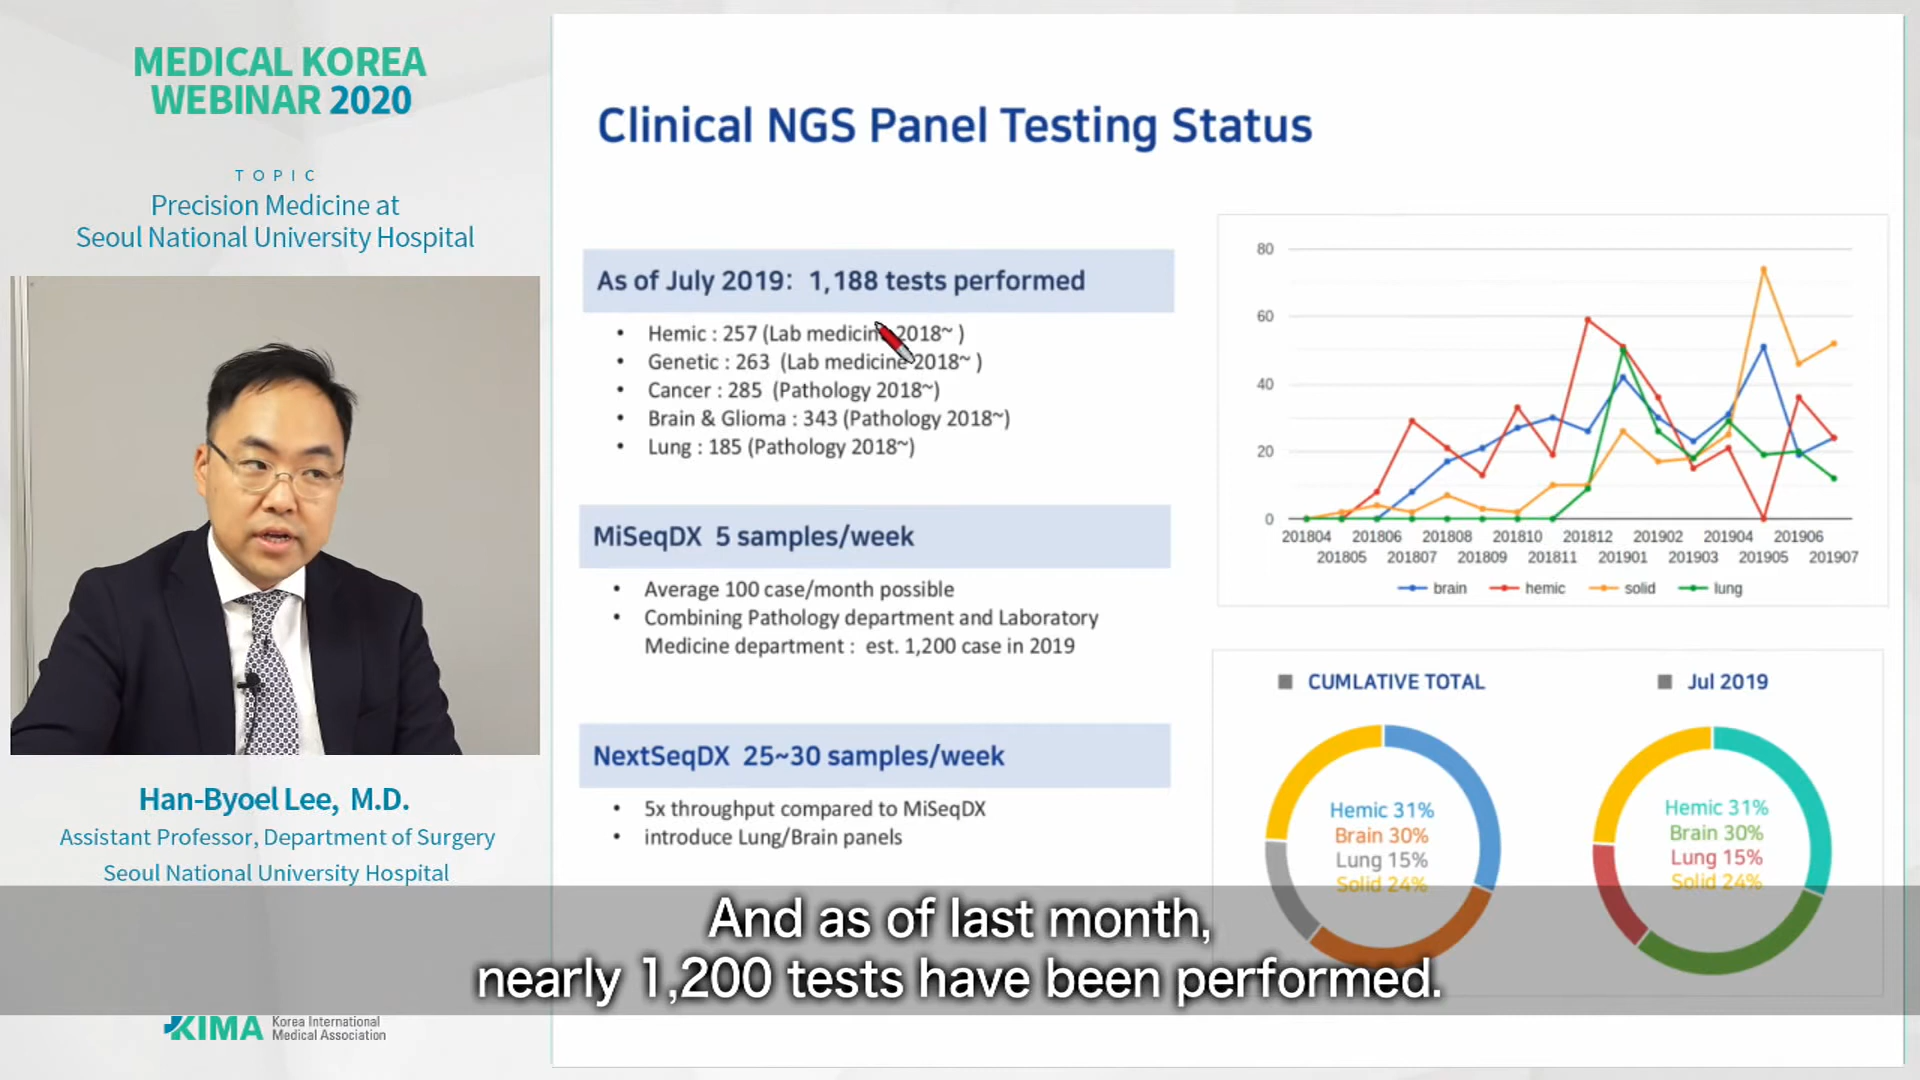 MEDICAL KOREA
WEBINAR 2020
TOPIC
Precision Medicine at
Seoul National University Hospital
Han-Byoel Lee, M.D.
Assistant Professor, Department of Surgery
Seoul National University Hospital
KIMA Korea International
Medical Association
Clinical NGS Panel Testing Status
As of July 2019: 1,188 tests performed
• Hemic : 257 (Lab medicine 2018~ )
• Genetic : 263 (Lab medicine 2018~ )
• Cancer : 285 (Pathology 2018~)
• Brain & Glioma : 343 (Pathology 2018~)
• Lung : 185 (Pathology 2018~)
MiSeqDX 5 samples/week
• Average 100 case/month possible
• Combining Pathology department and Laboratory
Medicine department : est. 1,200 case in 2019
NextSeqDX 25~30 samples/week
• 5x throughput compared to MiSeqDX
• introduce Lung/Brain panels
80
60
40
20
0
201804 201806 201808 201810 201812 201902 201904 201906
201805 201807 201809 201811 201901 201903 201905 201907
brain hemic solid lung
CUMLATIVE TOTAL
Hemic 31%
Brain 30%
Lung 15%
Solid 24%
Jul 2019
Hemic 31%
Brain 30%
Lung 15%
Solid 24%
And as of last month,
nearly 1,200 tests have been performed.